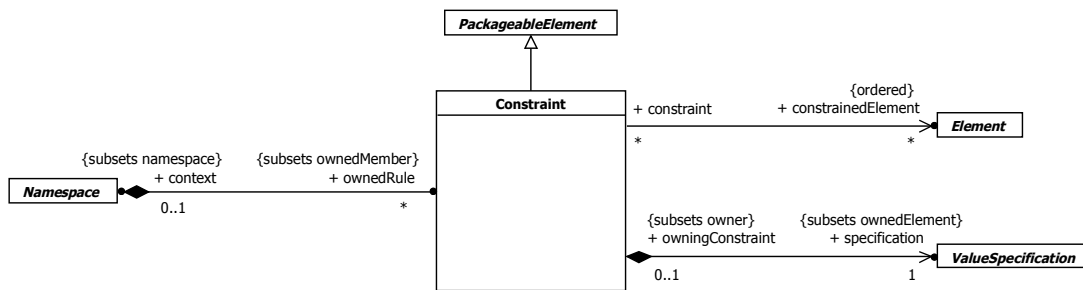 PackageableElement
Constraint
{ordered}
+ constraint
+ constrainedElement
Element
*
*
{subsets namespace}
{subsets ownedMember}
+ context
+ ownedRule
Namespace
0..1
*
{subsets owner}
{subsets ownedElement}
+ owningConstraint
+ specification
ValueSpecification
0..1
1